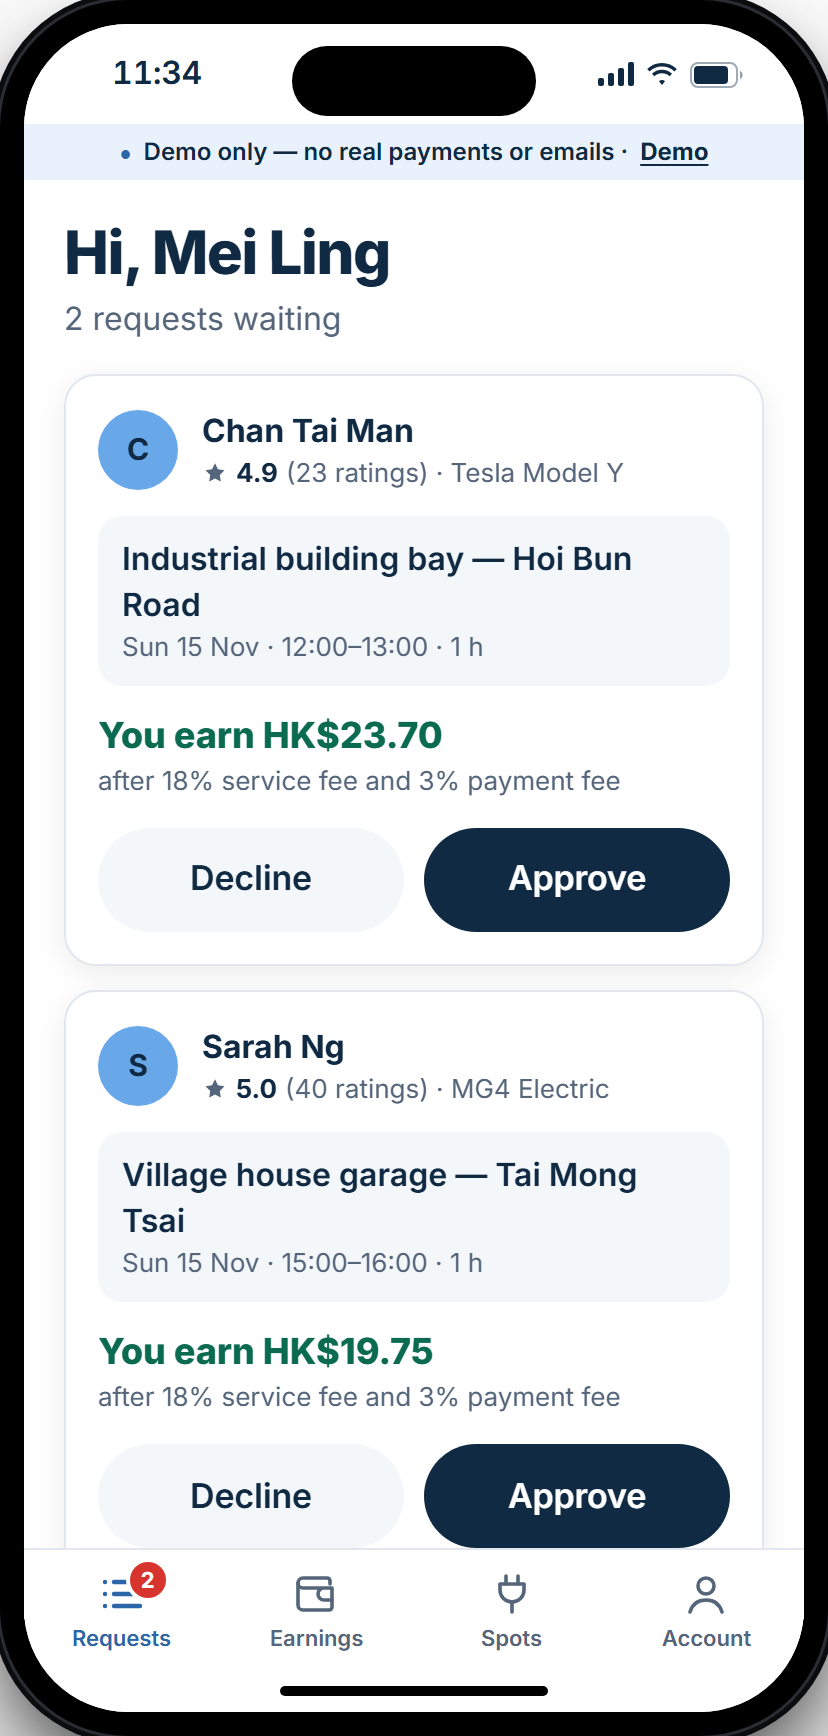 11:34
Demo only — no real payments or emails · Demo
Hi, Mei Ling
2 requests waiting
C
Chan Tai Man
★ 4.9 (23 ratings) · Tesla Model Y
Industrial building bay — Hoi Bun
Road
Sun 15 Nov · 12:00–13:00 · 1 h
You earn HK$23.70
after 18% service fee and 3% payment fee
Decline
Approve
S
Sarah Ng
★ 5.0 (40 ratings) · MG4 Electric
Village house garage — Tai Mong
Tsai
Sun 15 Nov · 15:00–16:00 · 1 h
You earn HK$19.75
after 18% service fee and 3% payment fee
Decline
Approve
2
Requests
Earnings
Spots
Account